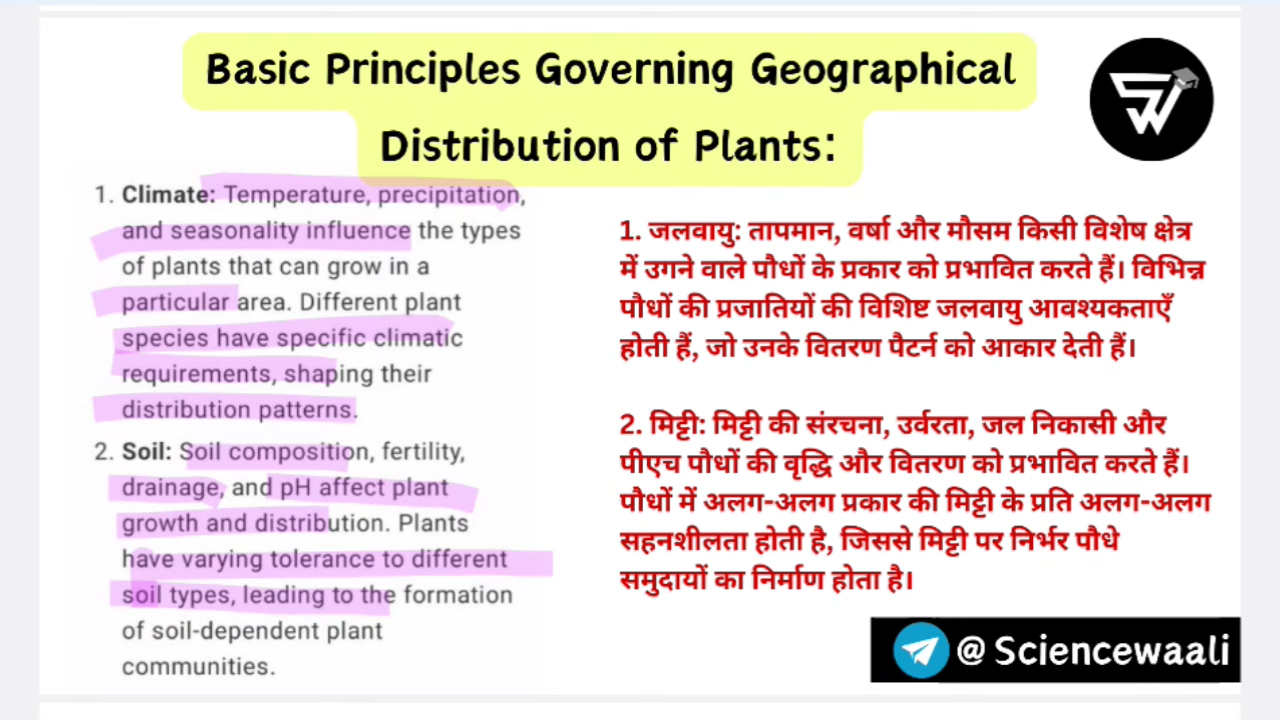 Basic Principles Governing Geographical
Distribution of Plants:
1. Climate: Temperature, precipitation,
and seasonality influence the types
of plants that can grow in a
particular area. Different plant
species have specific climatic
requirements, shaping their
distribution patterns.
2. Soil: Soil composition, fertility,
drainage, and pH affect plant
growth and distribution. Plants
have varying tolerance to different
soil types, leading to the formation
of soil-dependent plant
communities.
1. जलवायु: तापमान, वर्षा और मौसम किसी विशेष क्षेत्र
में उगने वाले पौधों के प्रकार को प्रभावित करते हैं। विभिन्न
पौधों की प्रजातियों की विशिष्ट जलवायु आवश्यकताएँ
होती हैं, जो उनके वितरण पैटर्न को आकार देती हैं।
2. मिट्टी: मिट्टी की संरचना, उर्वरता, जल निकासी और
पीएच पौधों की वृद्धि और वितरण को प्रभावित करते हैं।
पौधों में अलग-अलग प्रकार की मिट्टी के प्रति अलग-अलग
सहनशीलता होती है, जिससे मिट्टी पर निर्भर पौधे
समुदायों का निर्माण होता है।
SW
@ Sciencewaali